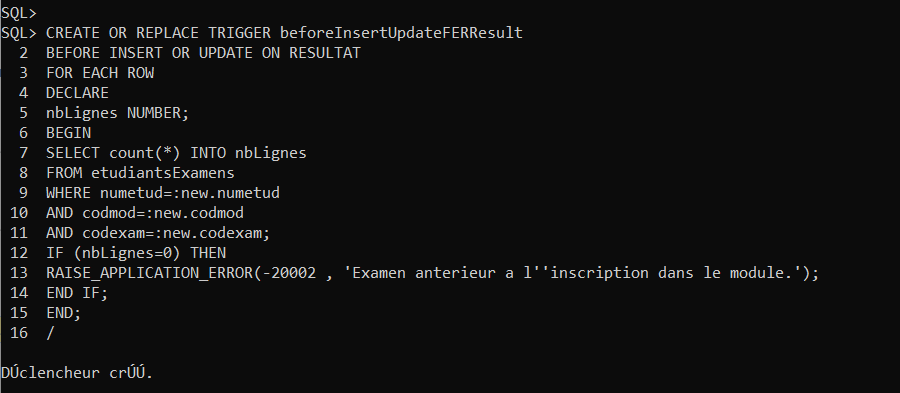 SQL>
SQL> CREATE OR REPLACE TRIGGER beforeInsertUpdateFERResult
  2  BEFORE INSERT OR UPDATE ON RESULTAT
  3  FOR EACH ROW
  4  DECLARE
  5  nbLignes NUMBER;
  6  BEGIN
  7  SELECT count(*) INTO nbLignes
  8  FROM etudiantsExamens
  9  WHERE numetud=:new.numetud
 10  AND codmod=:new.codmod
 11  AND codexam=:new.codexam;
 12  IF (nbLignes=0) THEN
 13  RAISE_APPLICATION_ERROR(-20002 , 'Examen anterieur a l''inscription dans le module.');
 14  END IF;
 15  END;
 16  /
DÚclencheur crÚÚ.